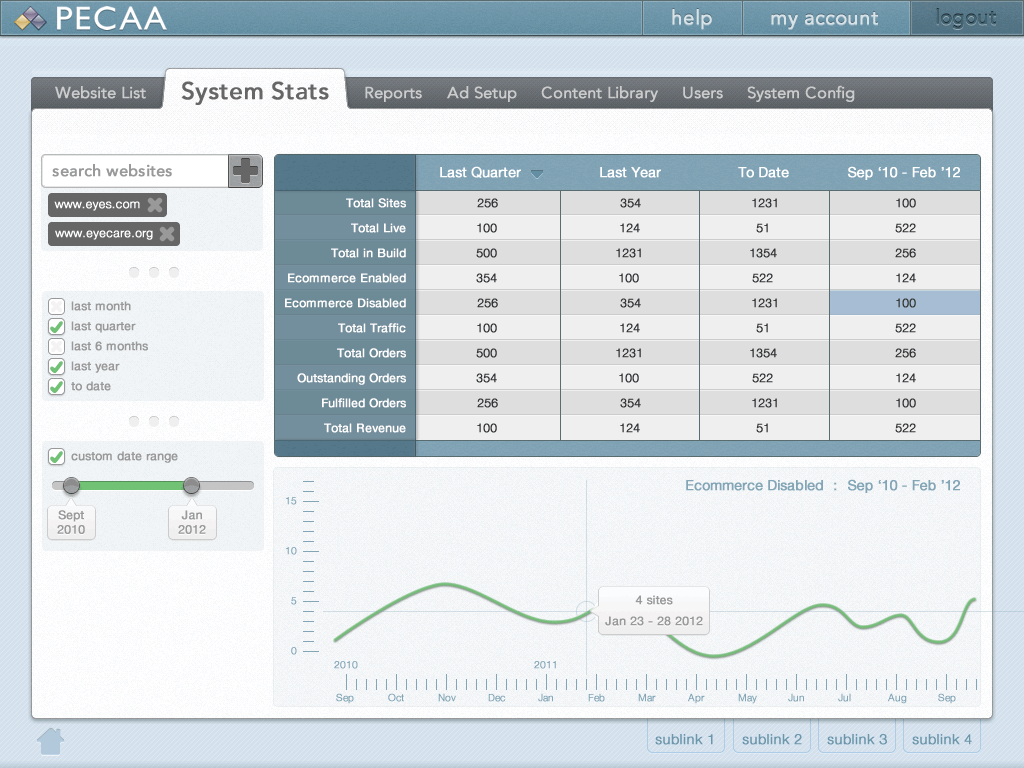 PECAA
help
my account
logout
Website List
System Stats
Reports
Ad Setup
Content Library
Users
System Config
search websites
www.eyes.com
www.eyecare.org
last month
last quarter
last 6 months
last year
to date
custom date range
Sept 2010
Jan 2012
Last Quarter Last Year To Date Sep ‘10 - Feb ’12
Total Sites 256 354 1231 100
Total Live 100 124 51 522
Total in Build 500 1231 1354 256
Ecommerce Enabled 354 100 522 124
Ecommerce Disabled 256 354 1231 100
Total Traffic 100 124 51 522
Total Orders 500 1231 1354 256
Outstanding Orders 354 100 522 124
Fulfilled Orders 256 354 1231 100
Total Revenue 100 124 51 522
Ecommerce Disabled : Sep ‘10 - Feb ’12
15
10
5
0
4 sites
Jan 23 - 28 2012
2010 2011
Sep Oct Nov Dec Jan Feb Mar Apr May Jun Jul Aug Sep
sublink 1
sublink 2
sublink 3
sublink 4